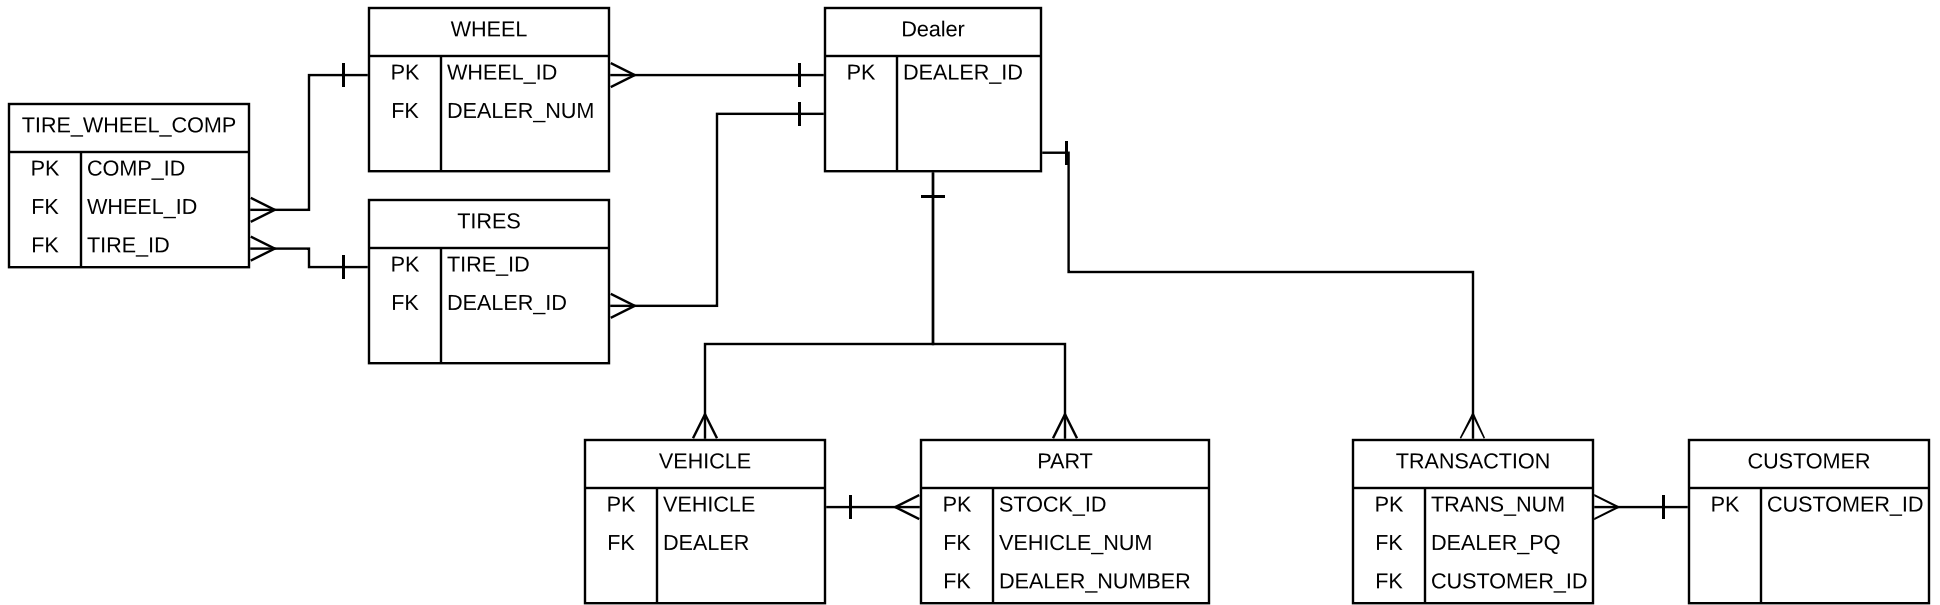 WHEEL
PK WHEEL_ID
FK DEALER_NUM
Dealer
PK DEALER_ID
TIRE_WHEEL_COMP
PK COMP_ID
FK WHEEL_ID
FK TIRE_ID
TIRES
PK TIRE_ID
FK DEALER_ID
VEHICLE
PK VEHICLE
FK DEALER
PART
PK STOCK_ID
FK VEHICLE_NUM
FK DEALER_NUMBER
TRANSACTION
PK TRANS_NUM
FK DEALER_PQ
FK CUSTOMER_ID
CUSTOMER
PK CUSTOMER_ID